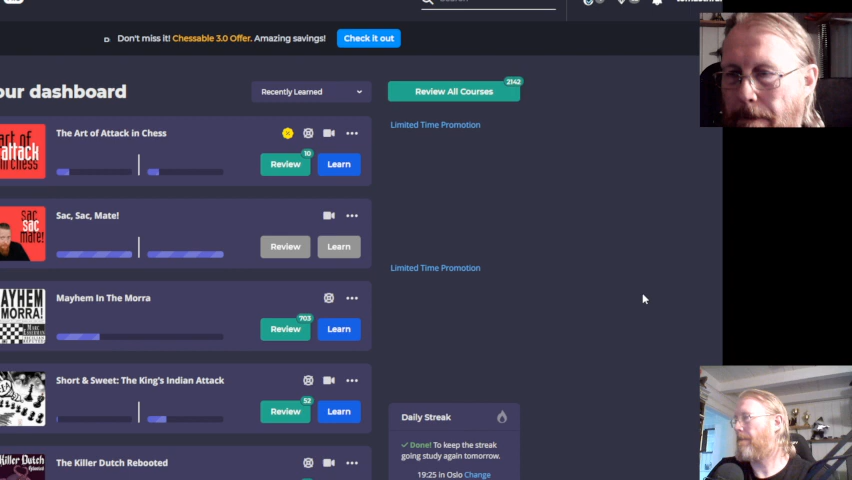 Don't miss it! Chessable 3.0 Offer. Amazing savings! Check it out
our dashboard
Recently Learned
Review All Courses
2142
Limited Time Promotion
art of
attack
in chess
The Art of Attack in Chess
Review
10
Learn
sac,
sac,
mate!
Sac, Sac, Mate!
Review
Learn
Limited Time Promotion
MAYHEM
IN THE
MORRA!
MARC
Mayhem In The Morra
Review
703
Learn
Short & Sweet: The King's Indian Attack
Review
52
Learn
Daily Streak
Done! To keep the streak
going study again tomorrow.
19:25 in Oslo Change
Killer Dutch
Rebooted
The Killer Dutch Rebooted